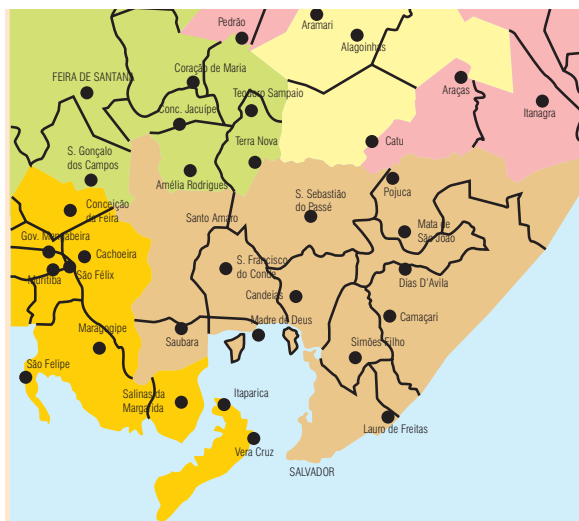 Pedrão
Aramari
Alagoinhas
FEIRA DE SANTANA
Coração de Maria
Teodoro Sampaio
Araças
Itanagra
Conc. Jacuípe
Terra Nova
Catu
S. Gonçalo
dos Campos
Amélia Rodrigues
S. Sebastião
do Passé
Pojuca
Conceição
de Feira
Santo Amaro
Mata de
São João
Gov. Mangabeira
Cachoeira
Muritiba
São Félix
S. Francisco
do Conde
Dias D'Avila
Candeias
Camaçari
Maragogipe
Saubara
Madre de Deus
Simões Filho
São Felipe
Salinas da
Margarida
Itaparica
Lauro de Freitas
Vera Cruz
SALVADOR